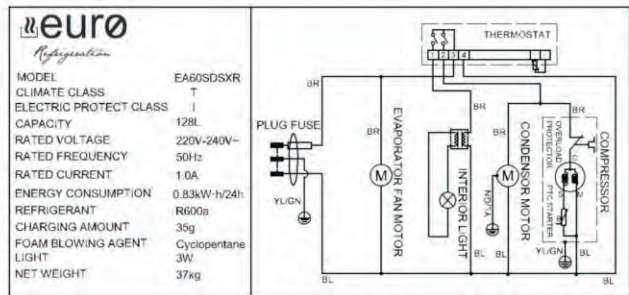 euro
Refrigeration
MODEL EA60SDSXR
CLIMATE CLASS T
ELECTRIC PROTECT CLASS I
CAPACITY 128L
RATED VOLTAGE 220V-240V~
RATED FREQUENCY 50Hz
RATED CURRENT 1.0A
ENERGY CONSUMPTION 0.83kW·h/24h
REFRIGERANT R600a
CHARGING AMOUNT 35g
FOAM BLOWING AGENT Cyclopentane
LIGHT 3W
NET WEIGHT 37kg
THERMOSTAT
1 2 3 4
BR
BR
BR
BR
BR
PLUG FUSE
YL/GN
M
EVAPORATOR FAN MOTOR
INTERIOR LIGHT
M
CONDENSOR MOTOR
OVERLOAD
PROTECTOR
PTC STARTER
COMPRESSOR
YL/GN
BL
BL
BL
BL
BL
BL